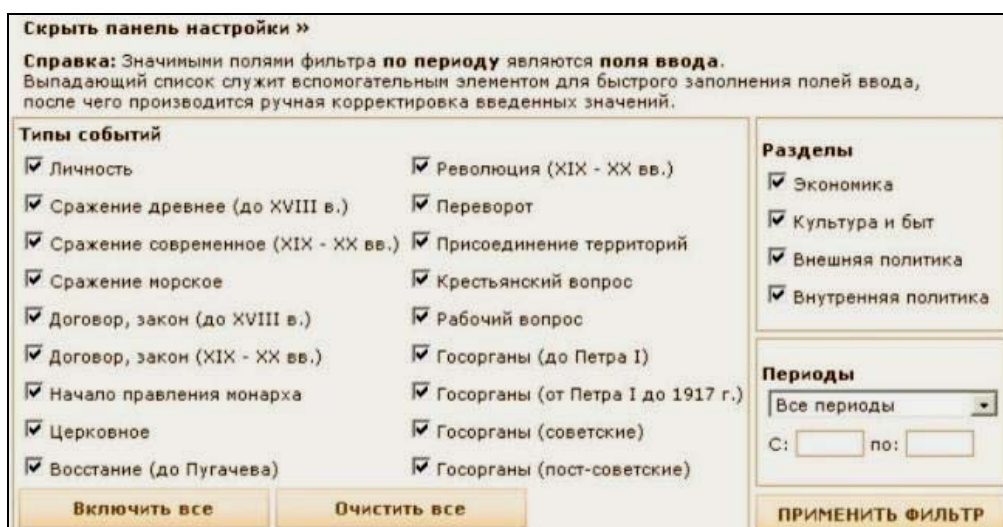 Скрыть панель настройки »
Справка: Значимыми полями фильтра по периоду являются поля ввода.
Выпадающий список служит вспомогательным элементом для быстрого заполнения полей ввода,
после чего производится ручная корректировка введенных значений.
Типы событий
Личность
Сражение древнее (до XVIII в.)
Сражение современное (XIX - XX вв.)
Сражение морское
Договор, закон (до XVIII в.)
Договор, закон (XIX - XX вв.)
Начало правления монарха
Церковное
Восстание (до Пугачева)
Революция (XIX - XX вв.)
Переворот
Присоединение территорий
Крестьянский вопрос
Рабочий вопрос
Госорганы (до Петра I)
Госорганы (от Петра I до 1917 г.)
Госорганы (советские)
Госорганы (пост-советские)
Включить все
Очистить все
Разделы
Экономика
Культура и быт
Внешняя политика
Внутренняя политика
Периоды
Все периоды
С: по:
ПРИМЕНИТЬ ФИЛЬТР